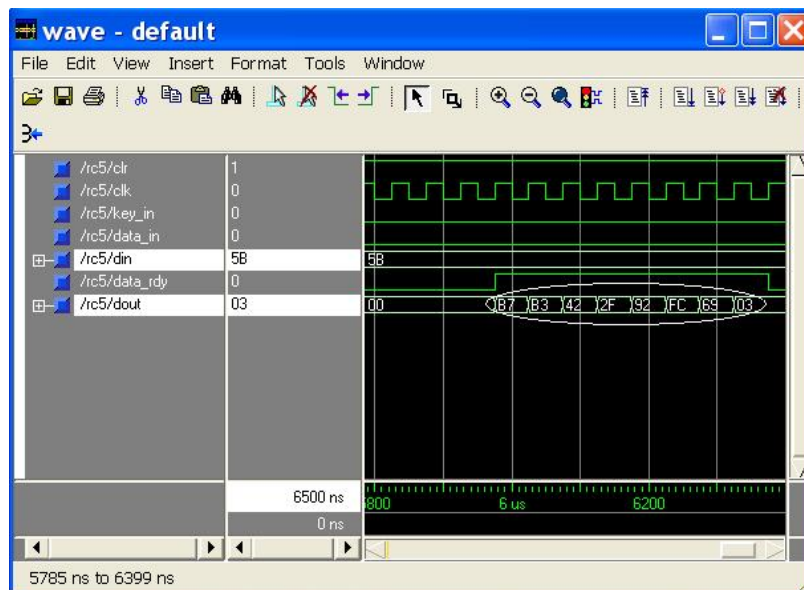 wave - default
File Edit View Insert Format Tools Window
/rc5/clr 1
/rc5/clk 0
/rc5/key_in 0
/rc5/data_in 0
/rc5/din 5B 5B
/rc5/data_rdy 0
/rc5/dout 03 00 B7 B3 42 2F 92 FC 69 03
6500 ns 5800 6 us 6200
0 ns
5785 ns to 6399 ns